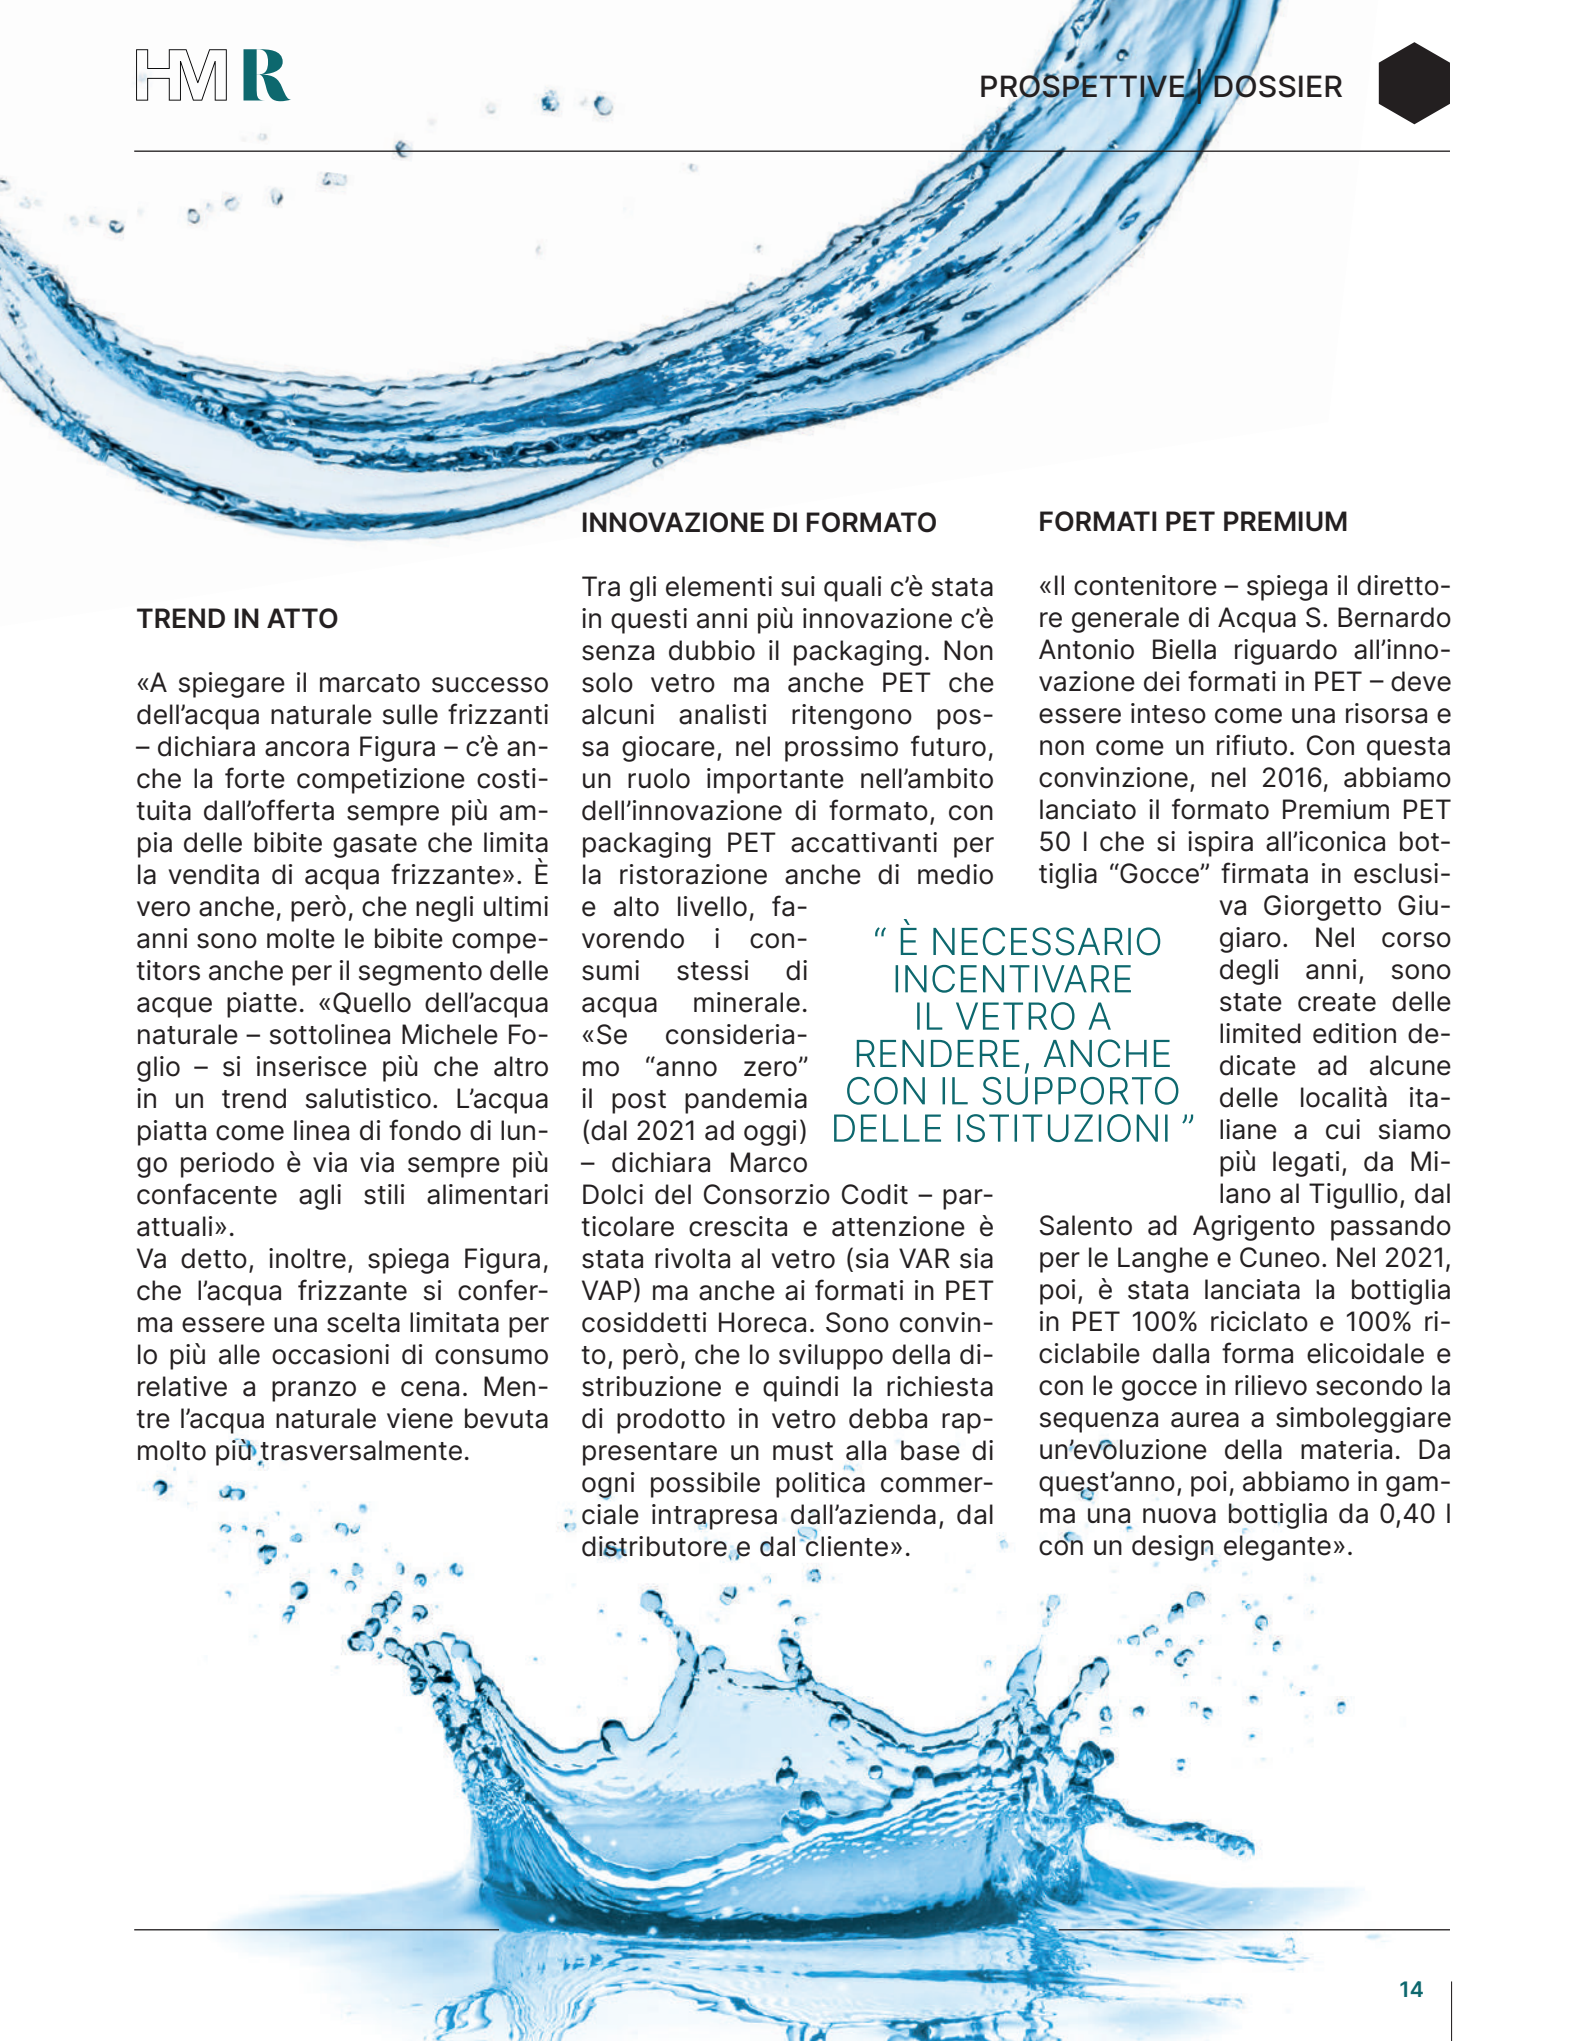 HMR
PROSPETTIVE | DOSSIER
TREND IN ATTO
«A spiegare il marcato successo
dell’acqua naturale sulle frizzanti
– dichiara ancora Figura – c’è an-
che la forte competizione costi-
tuita dall’offerta sempre più am-
pia delle bibite gasate che limita
la vendita di acqua frizzante». È
vero anche, però, che negli ultimi
anni sono molte le bibite compe-
titors anche per il segmento delle
acque piatte. «Quello dell’acqua
naturale – sottolinea Michele Fo-
glio – si inserisce più che altro
in un trend salutistico. L’acqua
piatta come linea di fondo di lun-
go periodo è via via sempre più
confacente agli stili alimentari
attuali».
Va detto, inoltre, spiega Figura,
che l’acqua frizzante si confer-
ma essere una scelta limitata per
lo più alle occasioni di consumo
relative a pranzo e cena. Men-
tre l’acqua naturale viene bevuta
molto più trasversalmente.
INNOVAZIONE DI FORMATO
Tra gli elementi sui quali c’è stata
in questi anni più innovazione c’è
senza dubbio il packaging. Non
solo vetro ma anche PET che
alcuni analisti ritengono pos-
sa giocare, nel prossimo futuro,
un ruolo importante nell’ambito
dell’innovazione di formato, con
packaging PET accattivanti per
la ristorazione anche di medio
e alto livello, fa-
vorendo i con-
sumi stessi di
acqua minerale.
«Se consideria-
mo “anno zero”
il post pandemia
(dal 2021 ad oggi)
– dichiara Marco
Dolci del Consorzio Codit – par-
ticolare crescita e attenzione è
stata rivolta al vetro (sia VAR sia
VAP) ma anche ai formati in PET
cosiddetti Horeca. Sono convin-
to, però, che lo sviluppo della di-
stribuzione e quindi la richiesta
di prodotto in vetro debba rap-
presentare un must alla base di
ogni possibile politica commer-
ciale intrapresa dall’azienda, dal
distributore e dal cliente».
“ È NECESSARIO
INCENTIVARE
IL VETRO A
RENDERE, ANCHE
CON IL SUPPORTO
DELLE ISTITUZIONI ”
FORMATI PET PREMIUM
«Il contenitore – spiega il diretto-
re generale di Acqua S. Bernardo
Antonio Biella riguardo all’inno-
vazione dei formati in PET – deve
essere inteso come una risorsa e
non come un rifiuto. Con questa
convinzione, nel 2016, abbiamo
lanciato il formato Premium PET
50 l che si ispira all’iconica bot-
tiglia “Gocce” firmata in esclusi-
va Giorgetto Giu-
giaro. Nel corso
degli anni, sono
state create delle
limited edition de-
dicate ad alcune
delle località ita-
liane a cui siamo
più legati, da Mi-
lano al Tigullio, dal
Salento ad Agrigento passando
per le Langhe e Cuneo. Nel 2021,
poi, è stata lanciata la bottiglia
in PET 100% riciclato e 100% ri-
ciclabile dalla forma elicoidale e
con le gocce in rilievo secondo la
sequenza aurea a simboleggiare
un’evoluzione della materia. Da
quest’anno, poi, abbiamo in gam-
ma una nuova bottiglia da 0,40 l
con un design elegante».
14